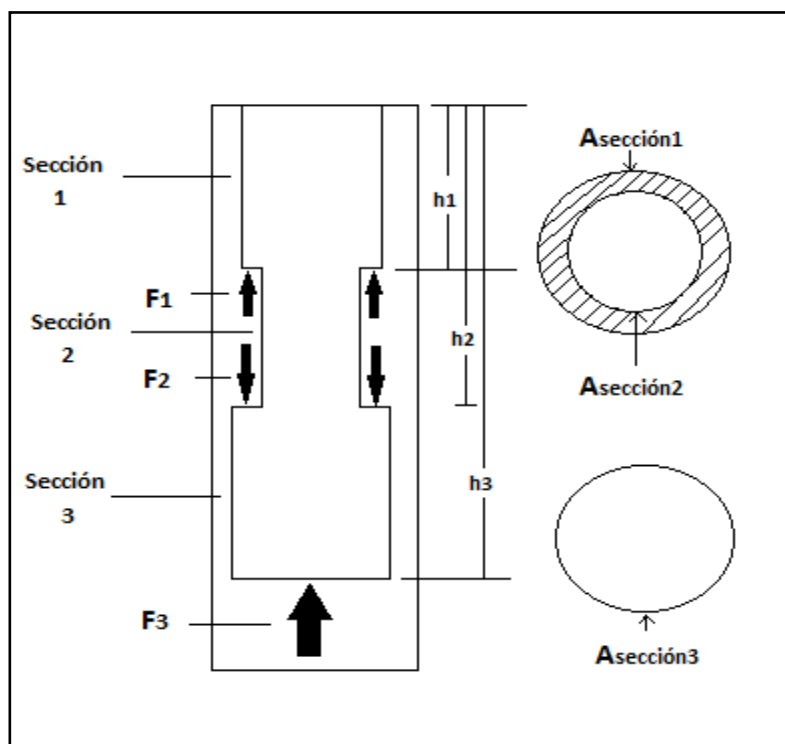 Sección
1
F1
Sección
2
F2
Sección
3
F3
h1
h2
h3
Asección1
Asección2
Asección3